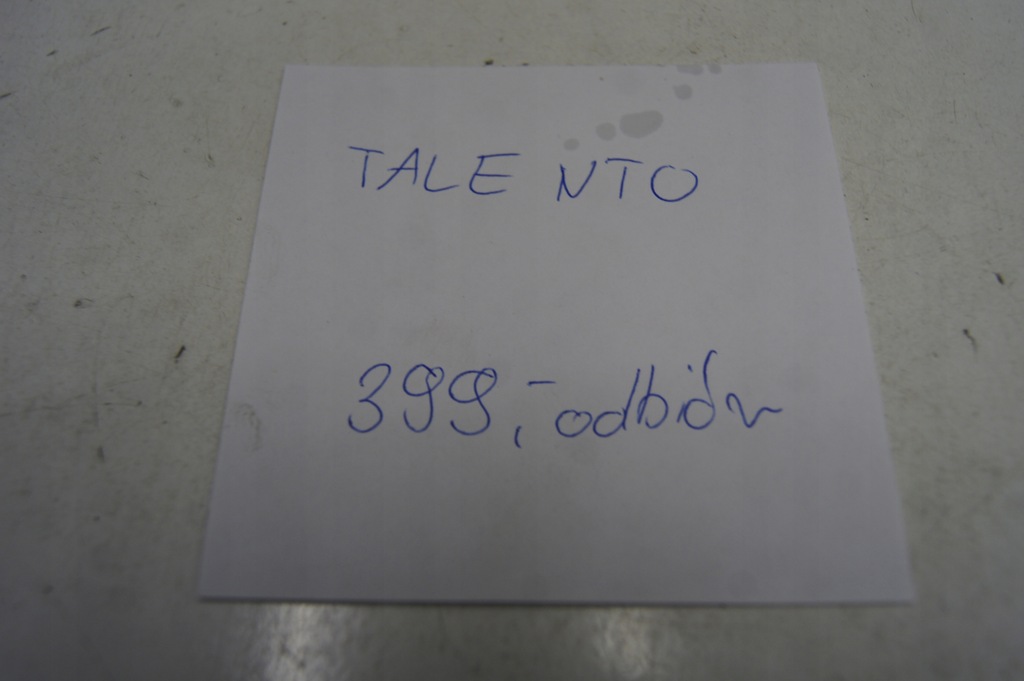 TALE NTO
399,- odbiór